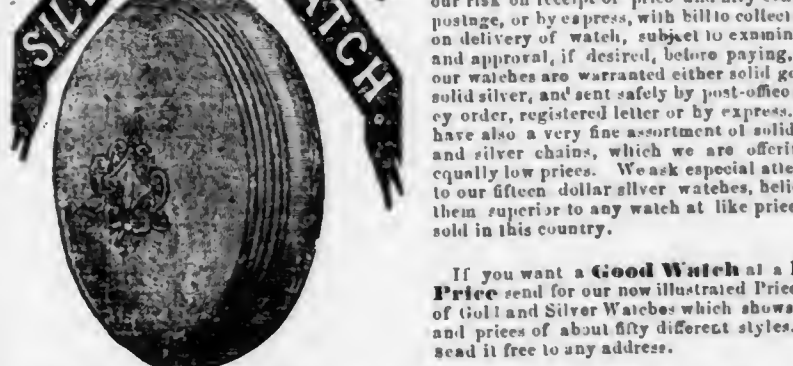 SIL
ATCH.
our risk on receipt of price and fifty
postage, or by express, with bill to collect
on delivery of watch, subject to examin
and approval, if desired, before paying,
our watches are warranted either solid go
solid silver, and sent safely by post-office
ey order, registered letter or by express.
have also a very fine assortment of solid
and silver chains, which we are offeri
equally low prices. We ask especial atte
to our fifteen dollar silver watches, beli
them superior to any watch at like price
sold in this country.
If you want a Good Watch at a
Price send for our now illustrated Price
of Gold and Silver Watches which shows
and prices of about fifty different styles.
send it free to any address.